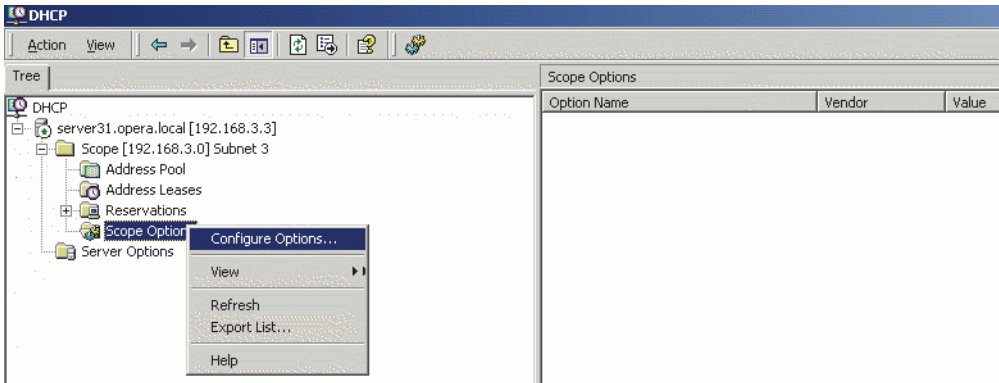 DHCP
Action View
Tree
Scope Options
DHCP
Option Name Vendor Value
server31.opera.local [192.168.3.3]
Scope [192.168.3.0] Subnet 3
Address Pool
Address Leases
Reservations
Scope Option
Configure Options...
Server Options
View
Refresh
Export List...
Help